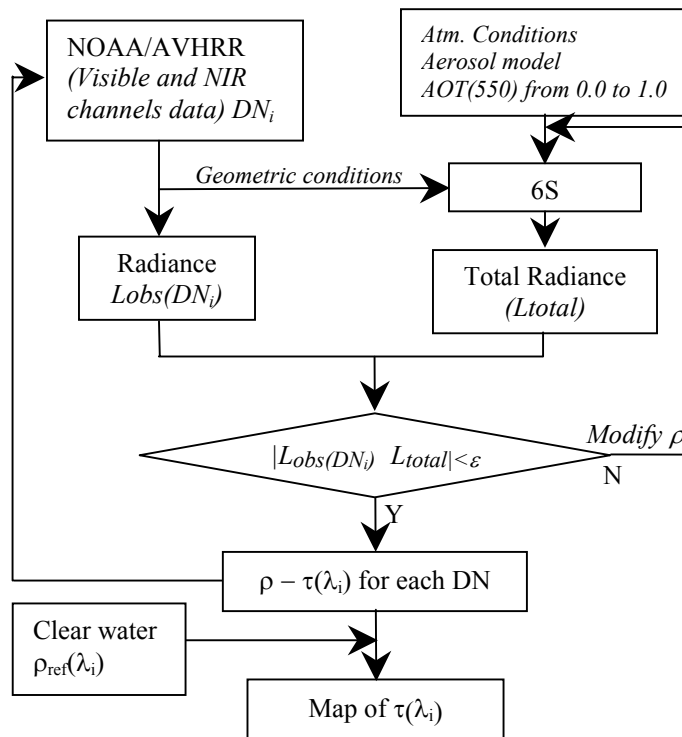 NOAA/AVHRR
(Visible and NIR
channels data) DNᵢ
Atm. Conditions
Aerosol model
AOT(550) from 0.0 to 1.0
Geometric conditions
6S
Radiance
Lobs(DNᵢ)
Total Radiance
(Ltotal)
|Lobs(DNᵢ) Ltotal|<ε
Modify ρ
N
Y
ρ – τ(λᵢ) for each DN
Clear water
ρref(λᵢ)
Map of τ(λᵢ)